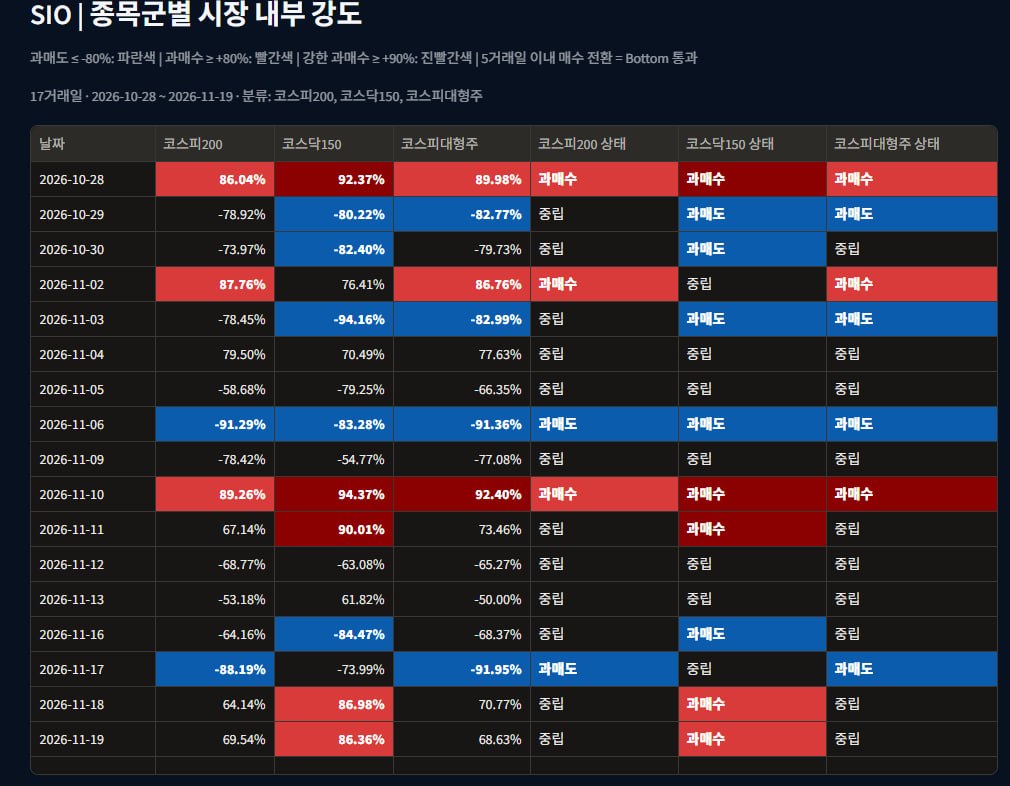 SIO | 종목군별 시장 내부 강도
과매도 ≤ -80%: 파란색 | 과매수 ≥ +80%: 빨간색 | 강한 과매수 ≥ +90%: 진빨간색 | 5거래일 이내 매수 전환 = Bottom 통과
17거래일 · 2026-10-28 ~ 2026-11-19 · 분류: 코스피200, 코스닥150, 코스피대형주
날짜 코스피200 코스닥150 코스피대형주 코스피200 상태 코스닥150 상태 코스피대형주 상태
2026-10-28 86.04% 92.37% 89.98% 과매수 과매수 과매수
2026-10-29 -78.92% -80.22% -82.77% 중립 과매도 과매도
2026-10-30 -73.97% -82.40% -79.73% 중립 과매도 중립
2026-11-02 87.76% 76.41% 86.76% 과매수 중립 과매수
2026-11-03 -78.45% -94.16% -82.99% 중립 과매도 과매도
2026-11-04 79.50% 70.49% 77.63% 중립 중립 중립
2026-11-05 -58.68% -79.25% -66.35% 중립 중립 중립
2026-11-06 -91.29% -83.28% -91.36% 과매도 과매도 과매도
2026-11-09 -78.42% -54.77% -77.08% 중립 중립 중립
2026-11-10 89.26% 94.37% 92.40% 과매수 과매수 과매수
2026-11-11 67.14% 90.01% 73.46% 중립 과매수 중립
2026-11-12 -68.77% -63.08% -65.27% 중립 중립 중립
2026-11-13 -53.18% 61.82% -50.00% 중립 중립 중립
2026-11-16 -64.16% -84.47% -68.37% 중립 과매도 중립
2026-11-17 -88.19% -73.99% -91.95% 과매도 중립 과매도
2026-11-18 64.14% 86.98% 70.77% 중립 과매수 중립
2026-11-19 69.54% 86.36% 68.63% 중립 과매수 중립